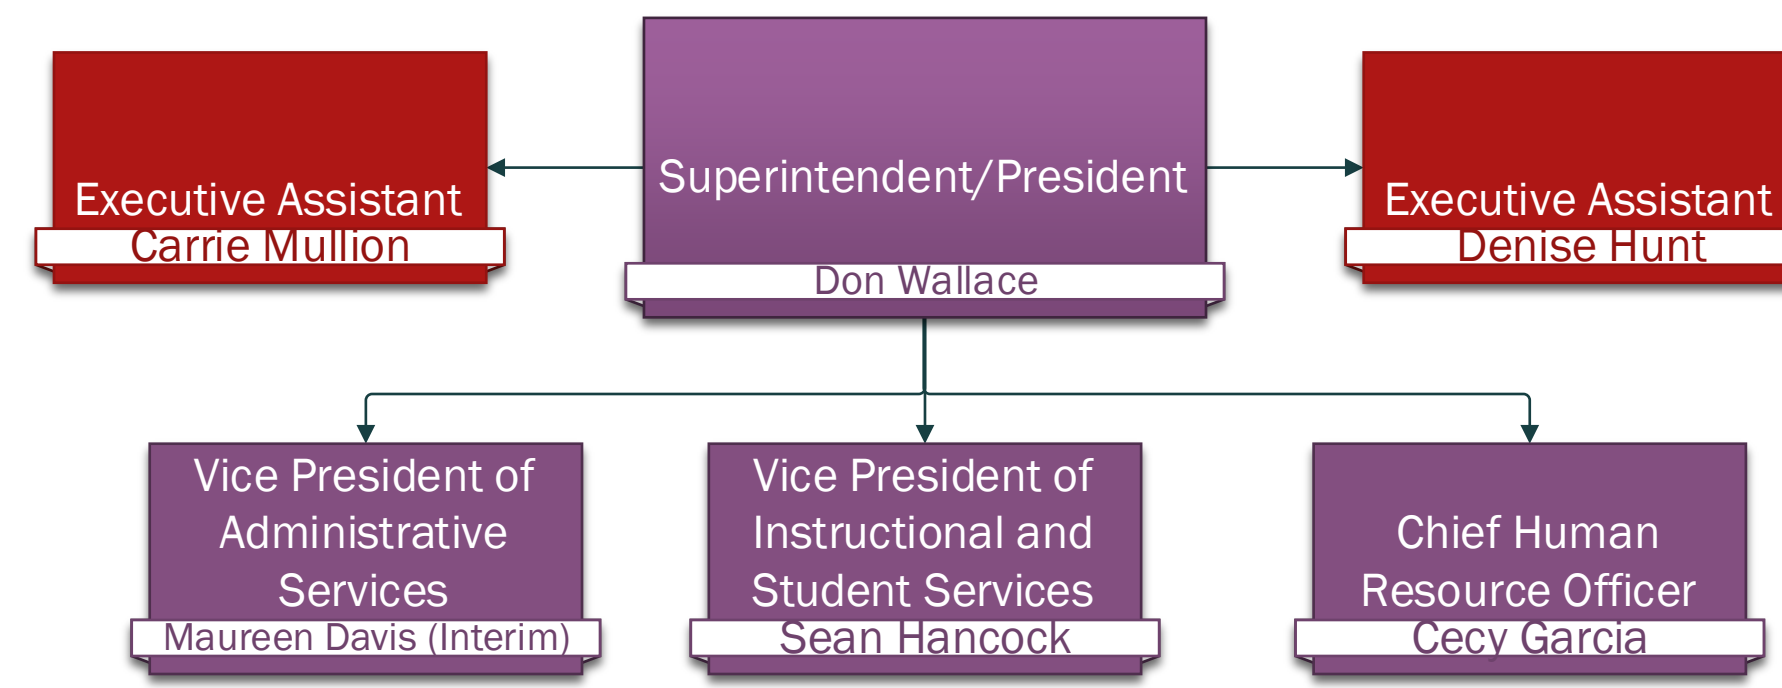 Superintendent/President
Don Wallace
Executive Assistant
Carrie Mullion
Executive Assistant
Denise Hunt
Vice President of
Administrative
Services
Maureen Davis (Interim)
Vice President of
Instructional and
Student Services
Sean Hancock
Chief Human
Resource Officer
Cecy Garcia